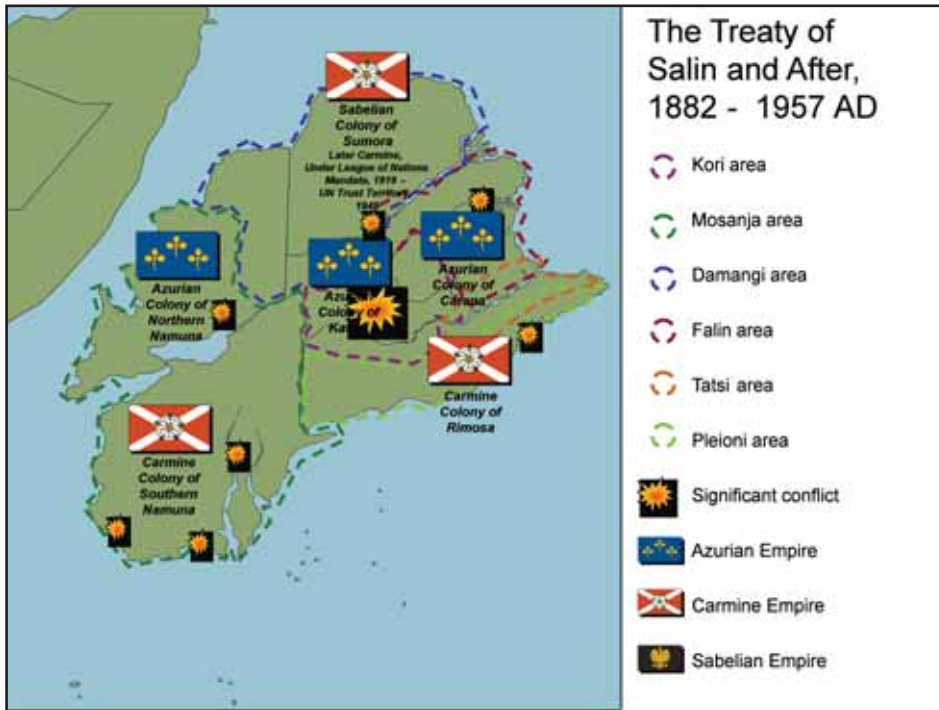 The Treaty of
Salin and After,
1882 - 1957 AD
Kori area
Mosanja area
Damangi area
Falin area
Tatsi area
Pleioni area
Significant conflict
Azurian Empire
Carmine Empire
Sabelian Empire
Sabelian
Colony of
Sumora
Later Carmine,
Under League of Nations
Mandate, 1919 –
UN Trust Territory,
Azurian
Colony of
Northern
Namuna
Colony of
Azurian
Colony of
Carapa
Carmine
Colony of
Rimosa
Carmine
Colony of
Southern
Namuna